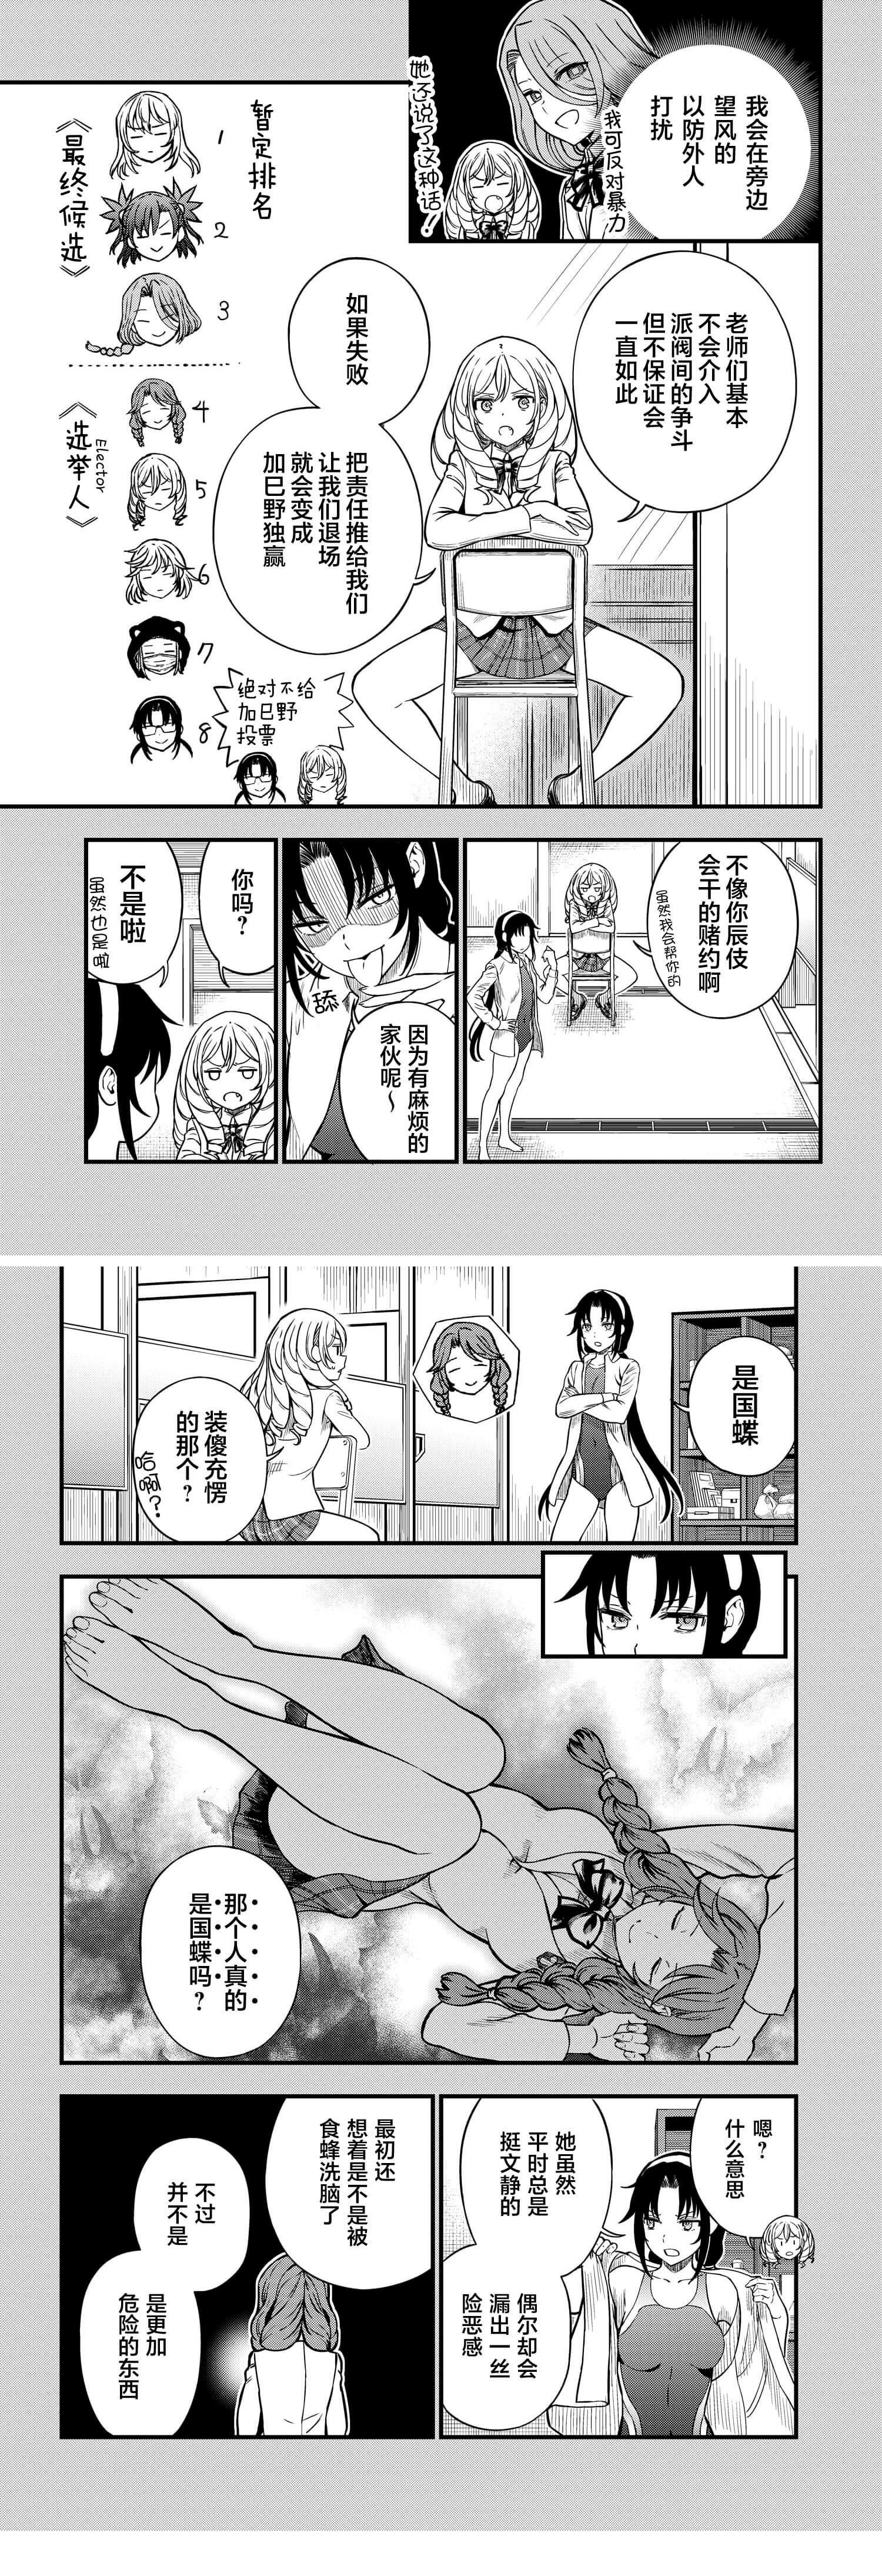 我会在旁边
望风的
以防外人
打扰
我可反对暴力
她还说了这种话！
老师们基本
不会介入
派阀间的争斗
但不保证会
一直如此
如果失败
把责任推给我们
让我们退场
就会变成
加巳野独赢
暂定排名
《最终候选》
1
2
3
《选举人》
Elector
4
5
6
7
8
绝对不给
加巳野
投票
不像你辰伎
会干的赌约啊
虽然我会帮你的
因为有麻烦的
家伙呢～
舔
你吗？
不是啦
虽然也是啦
是国蝶
装傻充愣
的那个？
哈啊？
那个人真的
是国蝶吗？
嗯？
什么意思
她虽然
平时总是
挺文静的
偶尔却会
漏出一丝
险恶感
最初还
想着是不是被
食蜂洗脑了
不过
并不是
是更加
危险的东西